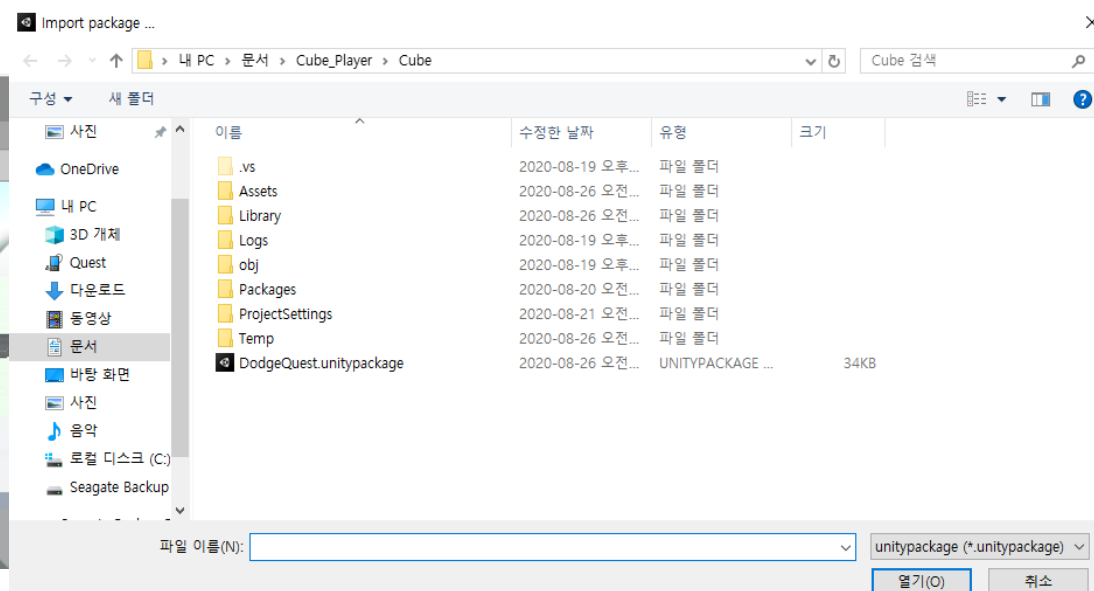 Import package ...
내 PC > 문서 > Cube_Player > Cube
Cube 검색
구성 새 폴더
이름 수정한 날짜 유형 크기
사진
OneDrive
내 PC
3D 개체
Quest
다운로드
동영상
문서
바탕 화면
사진
음악
로컬 디스크 (C:)
Seagate Backup
.vs 2020-08-19 오후... 파일 폴더
Assets 2020-08-26 오전... 파일 폴더
Library 2020-08-26 오전... 파일 폴더
Logs 2020-08-19 오후... 파일 폴더
obj 2020-08-19 오후... 파일 폴더
Packages 2020-08-20 오전... 파일 폴더
ProjectSettings 2020-08-21 오전... 파일 폴더
Temp 2020-08-26 오전... 파일 폴더
DodgeQuest.unitypackage 2020-08-26 오전... UNITYPACKAGE ... 34KB
파일 이름(N):
unitypackage (*.unitypackage)
열기(O) 취소